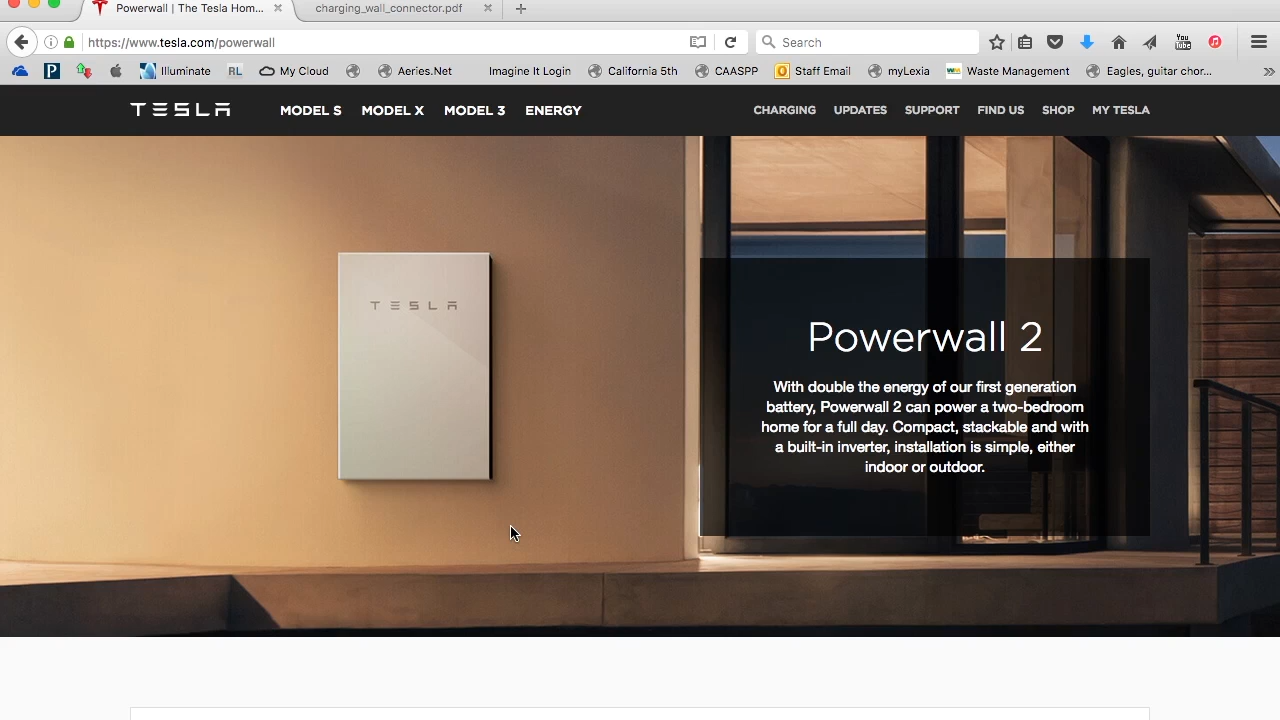 Powerwall | The Tesla Hom...
charging_wall_connector.pdf
https://www.tesla.com/powerwall
Search
You Tube
P
Illuminate
RL
My Cloud
Aeries.Net
Imagine It Login
California 5th
CAASPP
Staff Email
myLexia
Waste Management
Eagles, guitar chor...
TESLA
MODEL S
MODEL X
MODEL 3
ENERGY
CHARGING
UPDATES
SUPPORT
FIND US
SHOP
MY TESLA
TESLA
Powerwall 2
With double the energy of our first generation
battery, Powerwall 2 can power a two-bedroom
home for a full day. Compact, stackable and with
a built-in inverter, installation is simple, either
indoor or outdoor.